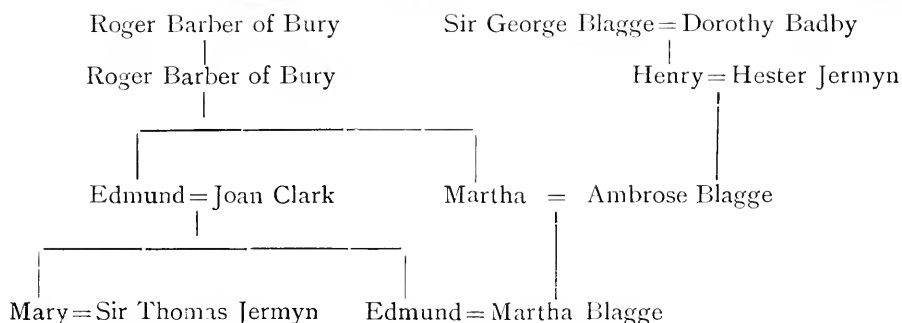 Roger Barber of Bury Sir George Blagge = Dorothy Badby
Roger Barber of Bury Henry = Hester Jermyn
Edmund = Joan Clark Martha = Ambrose Blagge
Mary = Sir Thomas Jermyn Edmund = Martha Blagge